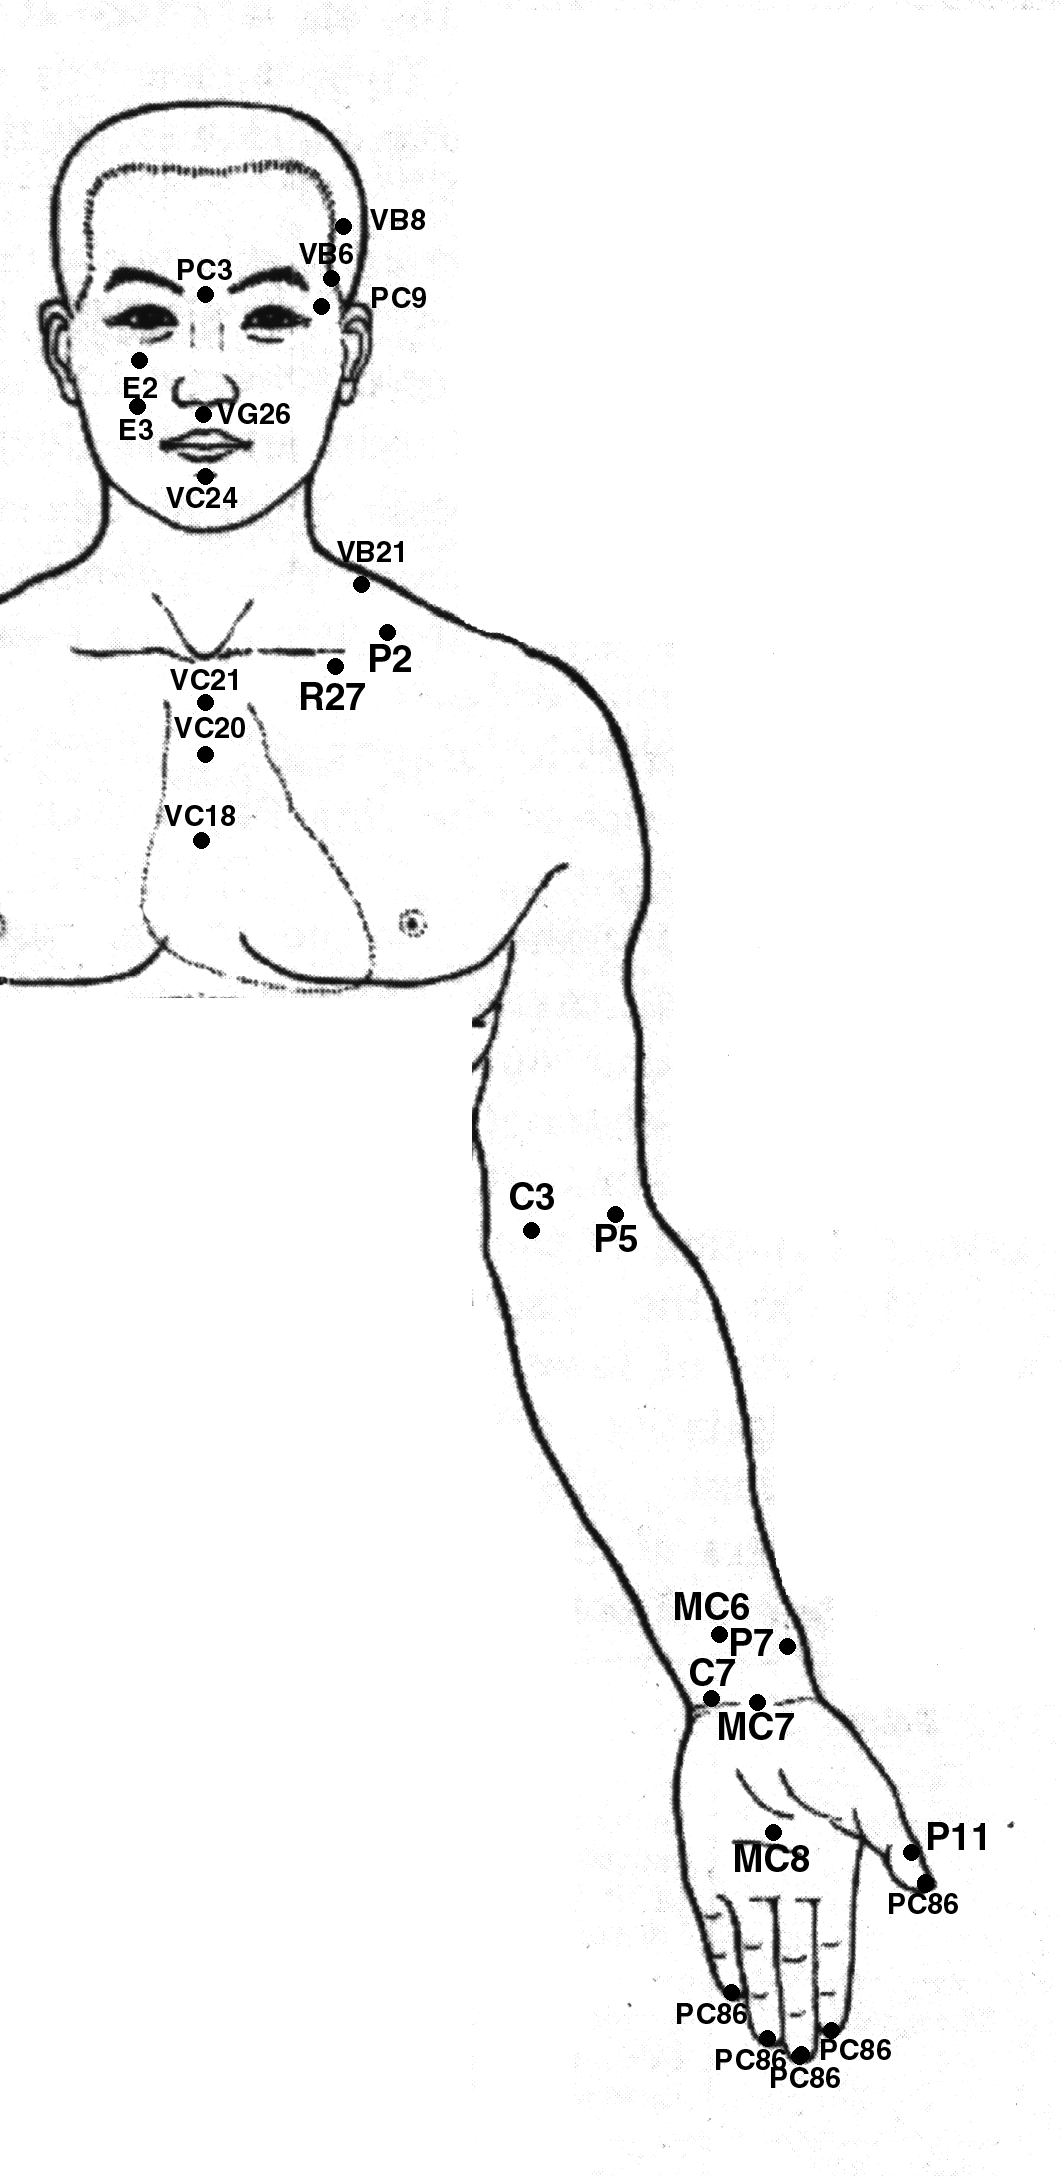 VB8
VB6
PC3
PC9
E2
VG26
E3
VC24
VB21
P2
VC21
R27
VC20
VC18
C3
P5
MC6
P7
C7
MC7
P11
MC8
PC86
PC86
PC86
PC86
PC86